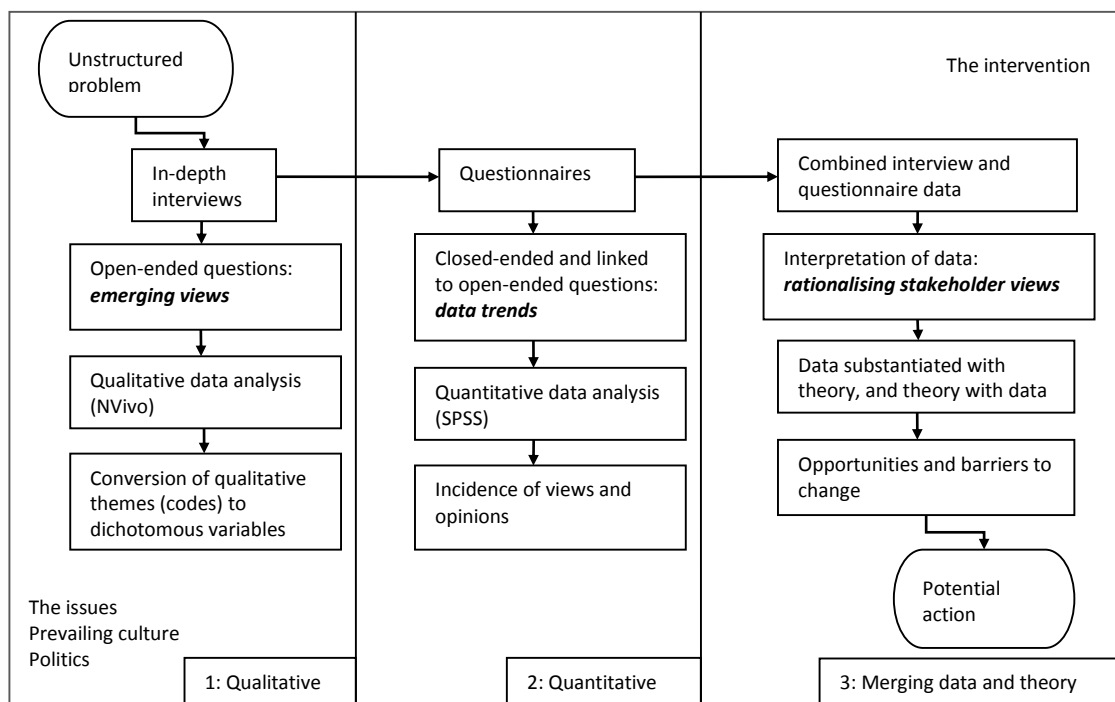 Unstructured
problem
In-depth
interviews
Open-ended questions:
emerging views
Qualitative data analysis
(NVivo)
Conversion of qualitative
themes (codes) to
dichotomous variables
The issues
Prevailing culture
Politics
1: Qualitative
Questionnaires
Closed-ended and linked
to open-ended questions:
data trends
Quantitative data analysis
(SPSS)
Incidence of views and
opinions
2: Quantitative
The intervention
Combined interview and
questionnaire data
Interpretation of data:
rationalising stakeholder views
Data substantiated with
theory, and theory with data
Opportunities and barriers to
change
Potential
action
3: Merging data and theory